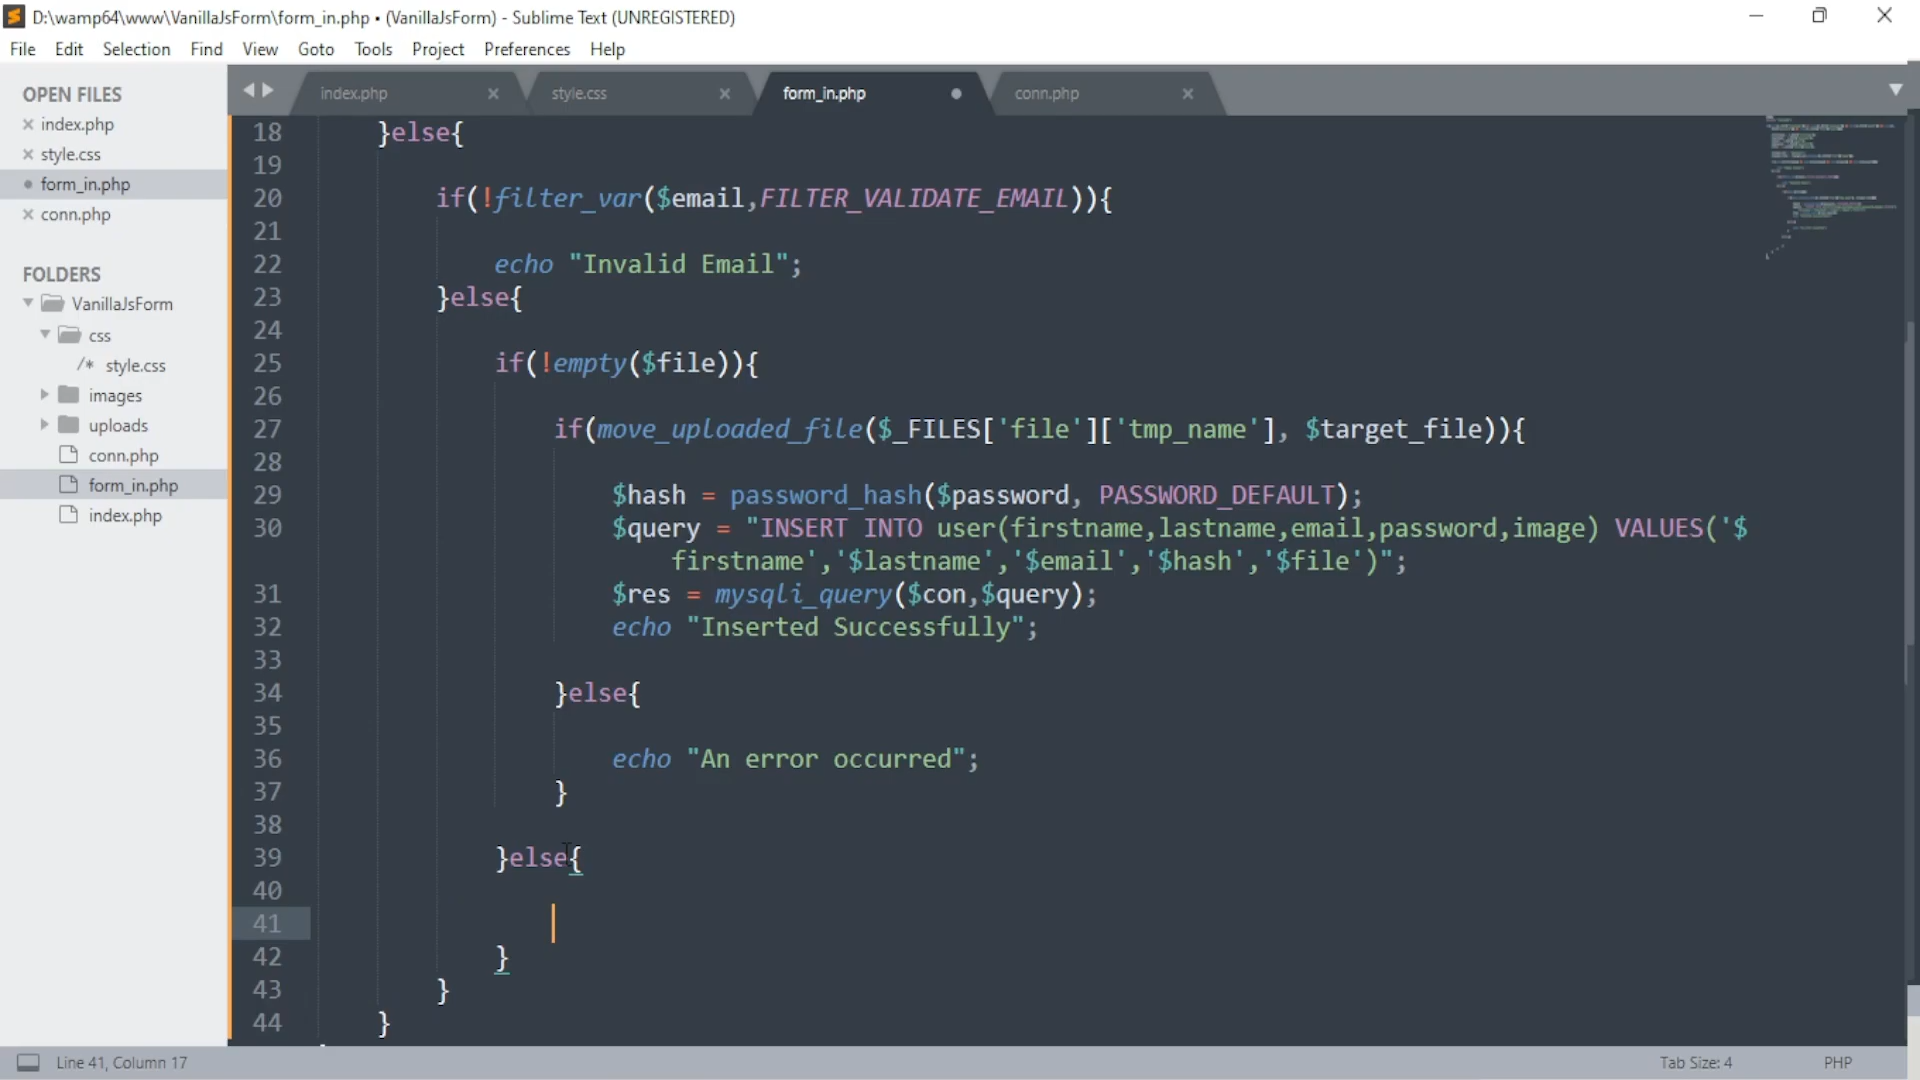 D:\wamp64\www\VanillaJsForm\form_in.php • (VanillaJsForm) - Sublime Text (UNREGISTERED)
File Edit Selection Find View Goto Tools Project Preferences Help
OPEN FILES
index.php
style.css
form_in.php
conn.php
FOLDERS
VanillaJsForm
css
/* style.css
images
uploads
conn.php
form_in.php
index.php
index.php style.css form_in.php conn.php
18 }else{
19
20 if(!filter_var($email,FILTER_VALIDATE_EMAIL)){
21
22 echo "Invalid Email";
23 }else{
24
25 if(!empty($file)){
26
27 if(move_uploaded_file($_FILES['file']['tmp_name'], $target_file)){
28
29 $hash = password_hash($password, PASSWORD_DEFAULT);
30 $query = "INSERT INTO user(firstname,lastname,email,password,image) VALUES('$
firstname','$lastname','$email','$hash','$file')";
31 $res = mysqli_query($con,$query);
32 echo "Inserted Successfully";
33
34 }else{
35
36 echo "An error occurred";
37 }
38
39 }else{
40
41
42 }
43 }
44 }
Line 41, Column 17 Tab Size: 4 PHP